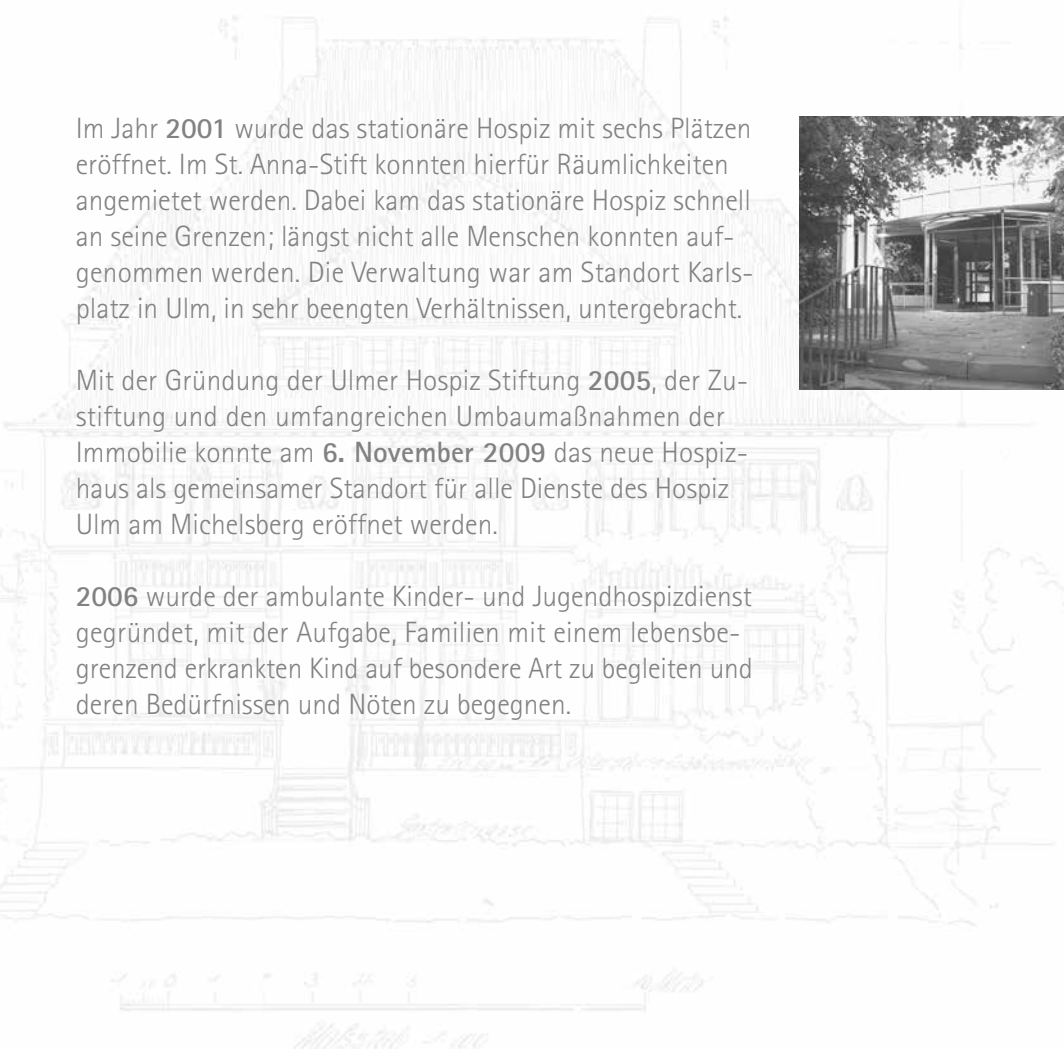 Im Jahr 2001 wurde das stationäre Hospiz mit sechs Plätzen
eröffnet. Im St. Anna-Stift konnten hierfür Räumlichkeiten
angemietet werden. Dabei kam das stationäre Hospiz schnell
an seine Grenzen; längst nicht alle Menschen konnten auf-
genommen werden. Die Verwaltung war am Standort Karls-
platz in Ulm, in sehr beengten Verhältnissen, untergebracht.
Mit der Gründung der Ulmer Hospiz Stiftung 2005, der Zu-
stiftung und den umfangreichen Umbaumaßnahmen der
Immobilie konnte am 6. November 2009 das neue Hospiz-
haus als gemeinsamer Standort für alle Dienste des Hospiz
Ulm am Michelsberg eröffnet werden.
2006 wurde der ambulante Kinder- und Jugendhospizdienst
gegründet, mit der Aufgabe, Familien mit einem lebensbe-
grenzend erkrankten Kind auf besondere Art zu begleiten und
deren Bedürfnissen und Nöten zu begegnen.